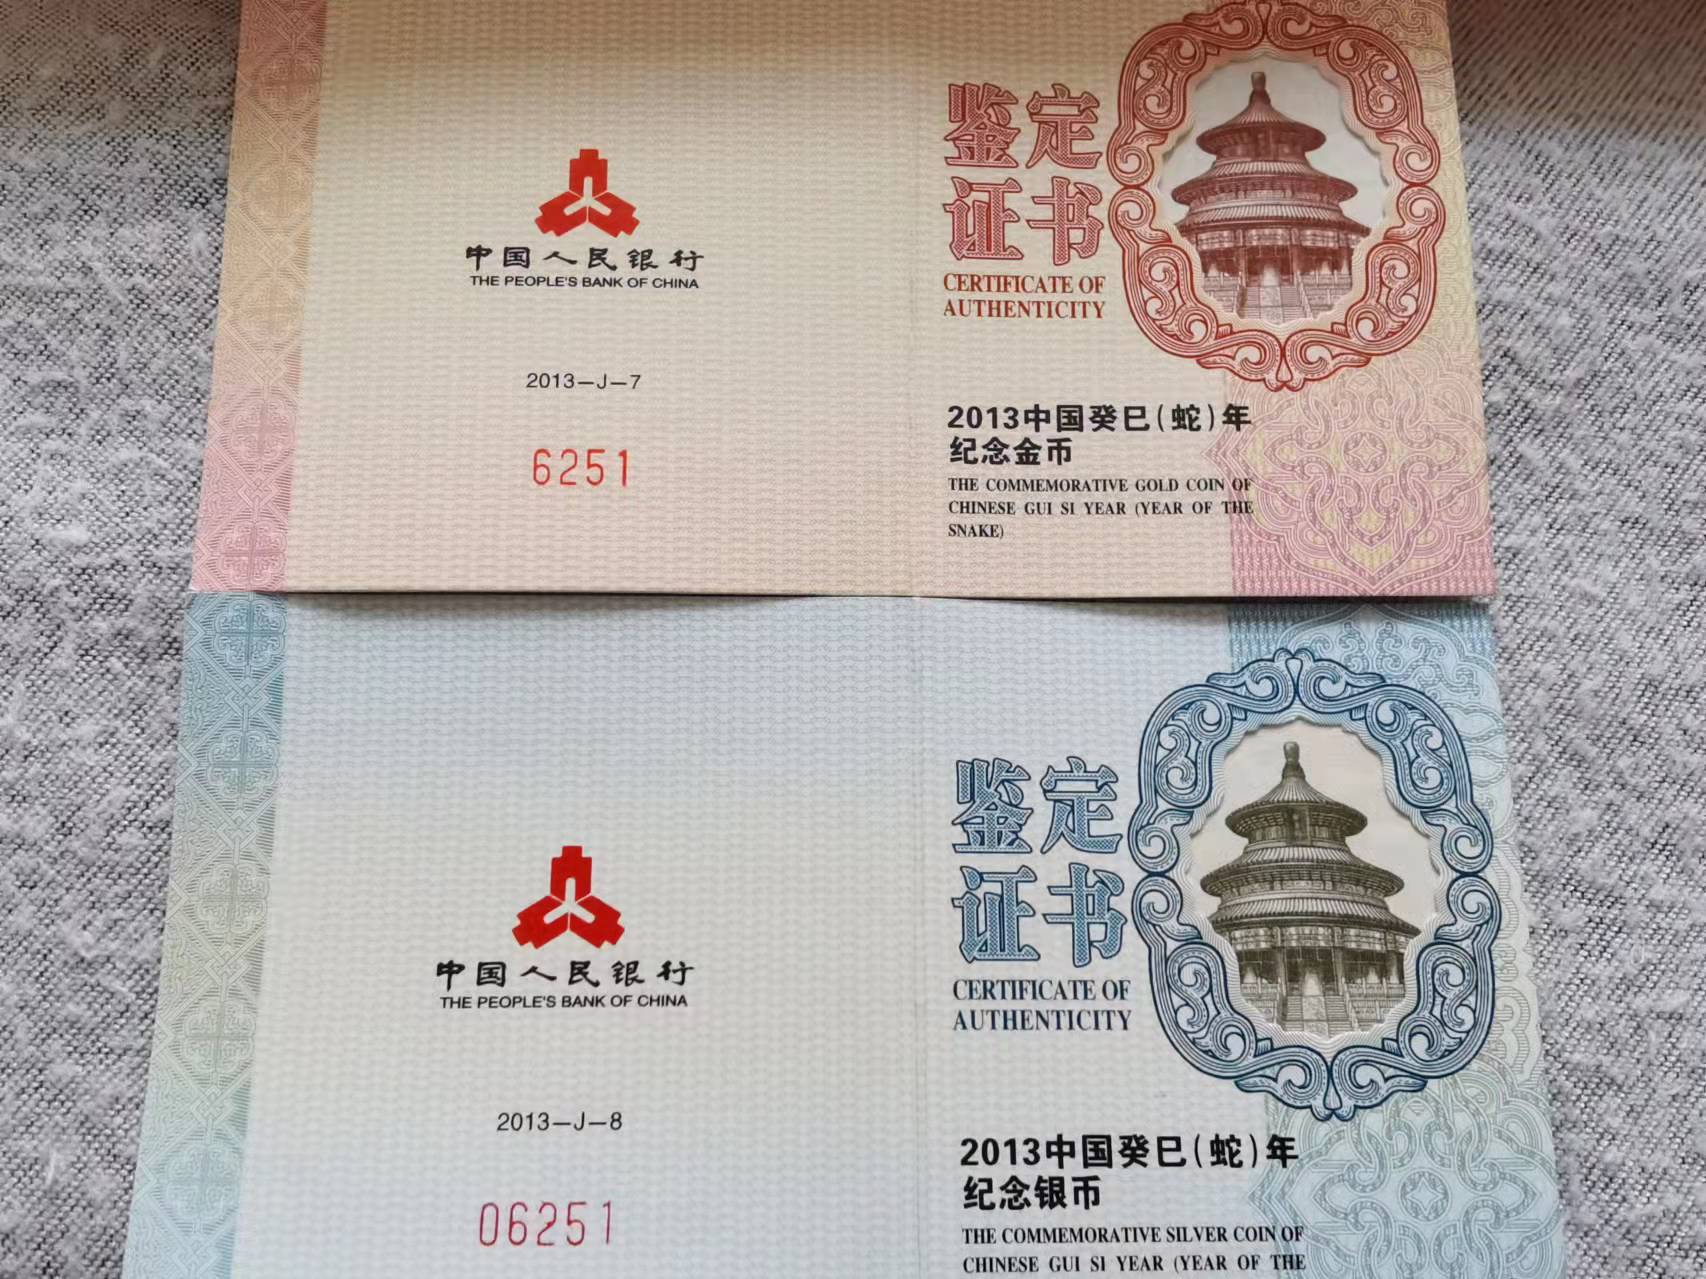 中国人民银行
THE PEOPLE'S BANK OF CHINA
2013—J—7
6251
鉴定
证书
CERTIFICATE OF
AUTHENTICITY
2013中国癸巳(蛇)年
纪念金币
THE COMMEMORATIVE GOLD COIN OF
CHINESE GUI SI YEAR (YEAR OF THE
SNAKE)
中国人民银行
THE PEOPLE'S BANK OF CHINA
2013—J—8
06251
鉴定
证书
CERTIFICATE OF
AUTHENTICITY
2013中国癸巳(蛇)年
纪念银币
THE COMMEMORATIVE SILVER COIN OF
CHINESE GUI SI YEAR (YEAR OF THE